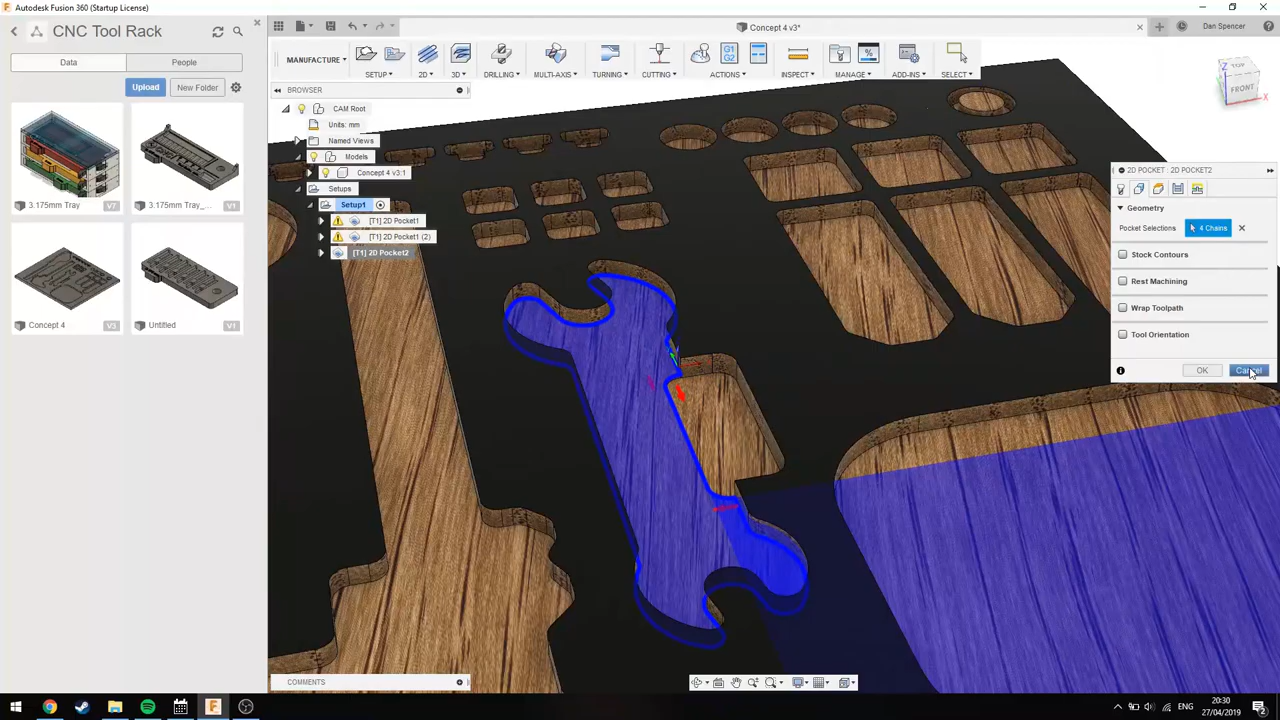 Autodesk Fusion 360 (Startup License)
CNC Tool Rack
Concept 4 v3*
Dan Spencer
Data
People
Upload
New Folder
MANUFACTURE
SETUP
2D
3D
DRILLING
MULTI-AXIS
TURNING
CUTTING
G1
G2
ACTIONS
INSPECT
MANAGE
ADD-INS
SELECT
BROWSER
CAM Root
Units: mm
Named Views
Models
Concept 4 v3:1
Setups
Setup1
[T1] 2D Pocket1
[T1] 2D Pocket1 (2)
[T1] 2D Pocket2
3.175mm Tray
V7
3.175mm Tray_...
V1
Concept 4
V3
Untitled
V1
Z
TOP
FRONT
X
2D POCKET : 2D POCKET2
Geometry
Pocket Selections
4 Chains
Stock Contours
Rest Machining
Wrap Toolpath
Tool Orientation
OK
Cancel
COMMENTS
ENG
20:30
27/04/2019
2